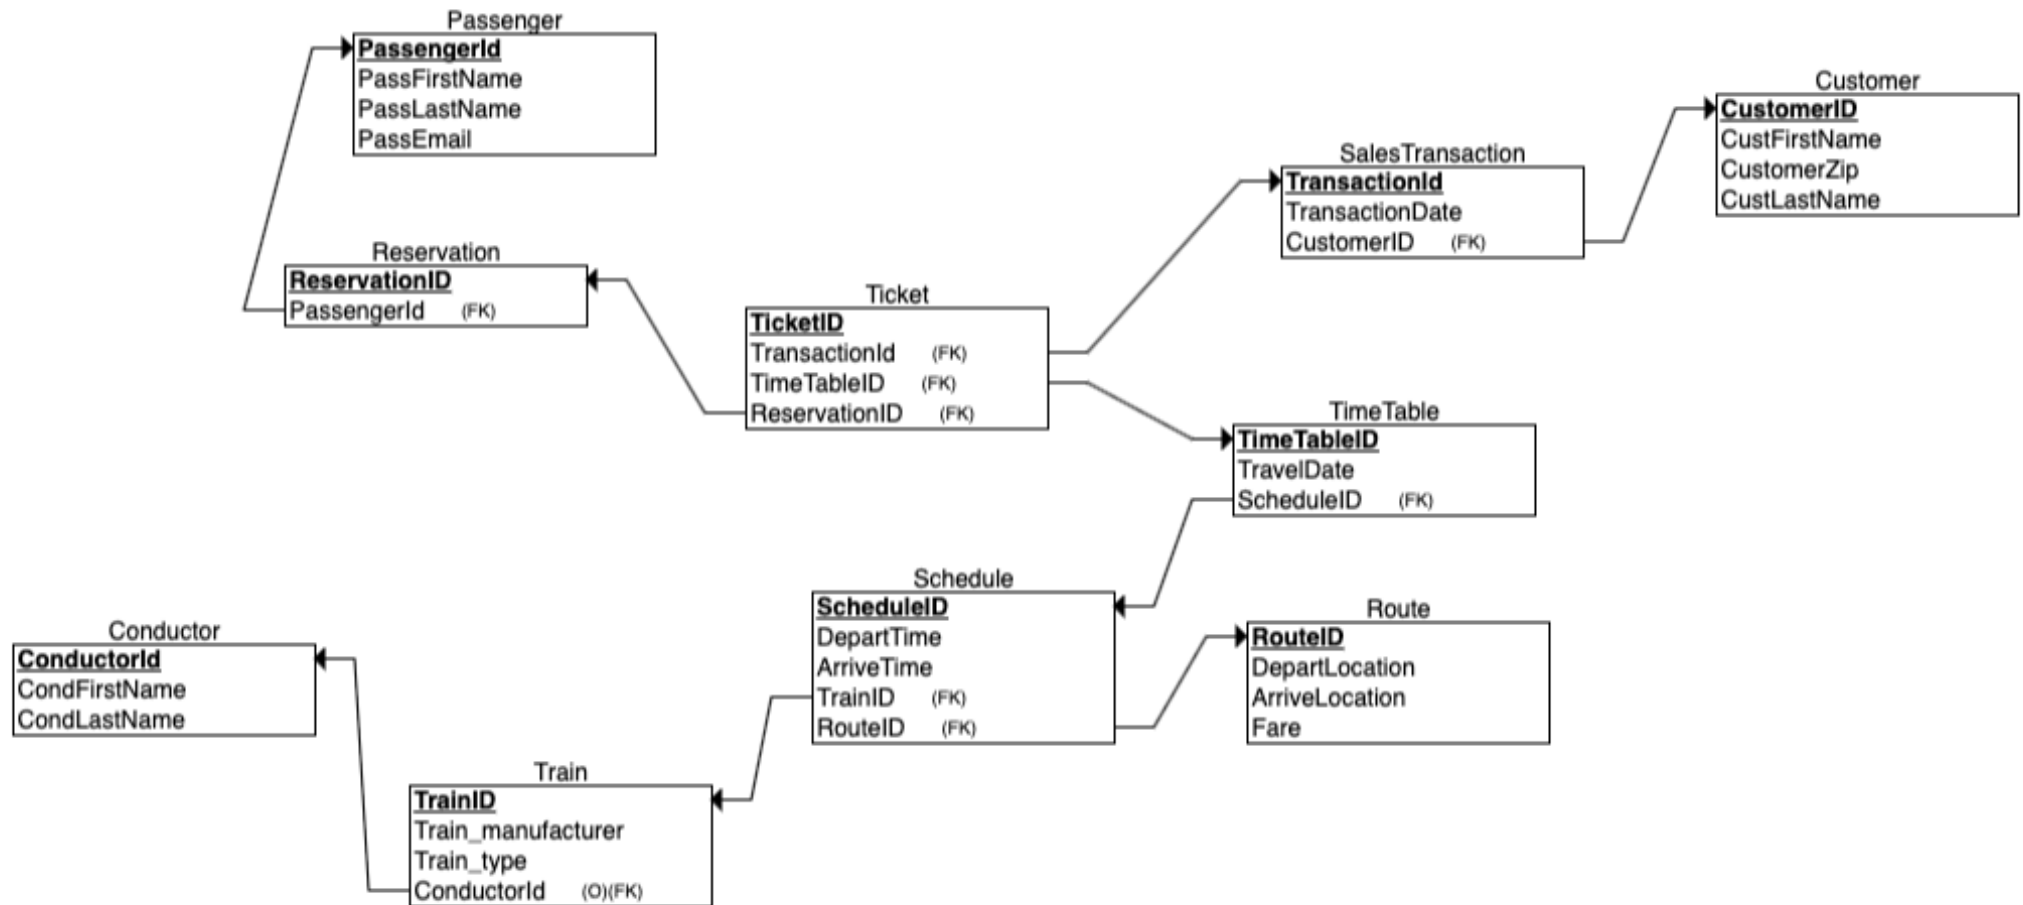 Passenger
PassengerId
PassFirstName
PassLastName
PassEmail
Customer
CustomerID
CustFirstName
CustomerZip
CustLastName
SalesTransaction
TransactionId
TransactionDate
CustomerID (FK)
Reservation
ReservationID
PassengerId (FK)
Ticket
TicketID
TransactionId (FK)
TimeTableID (FK)
ReservationID (FK)
TimeTable
TimeTableID
TravelDate
ScheduleID (FK)
Schedule
ScheduleID
DepartTime
ArriveTime
TrainID (FK)
RouteID (FK)
Route
RouteID
DepartLocation
ArriveLocation
Fare
Conductor
ConductorId
CondFirstName
CondLastName
Train
TrainID
Train_manufacturer
Train_type
ConductorId (O)(FK)